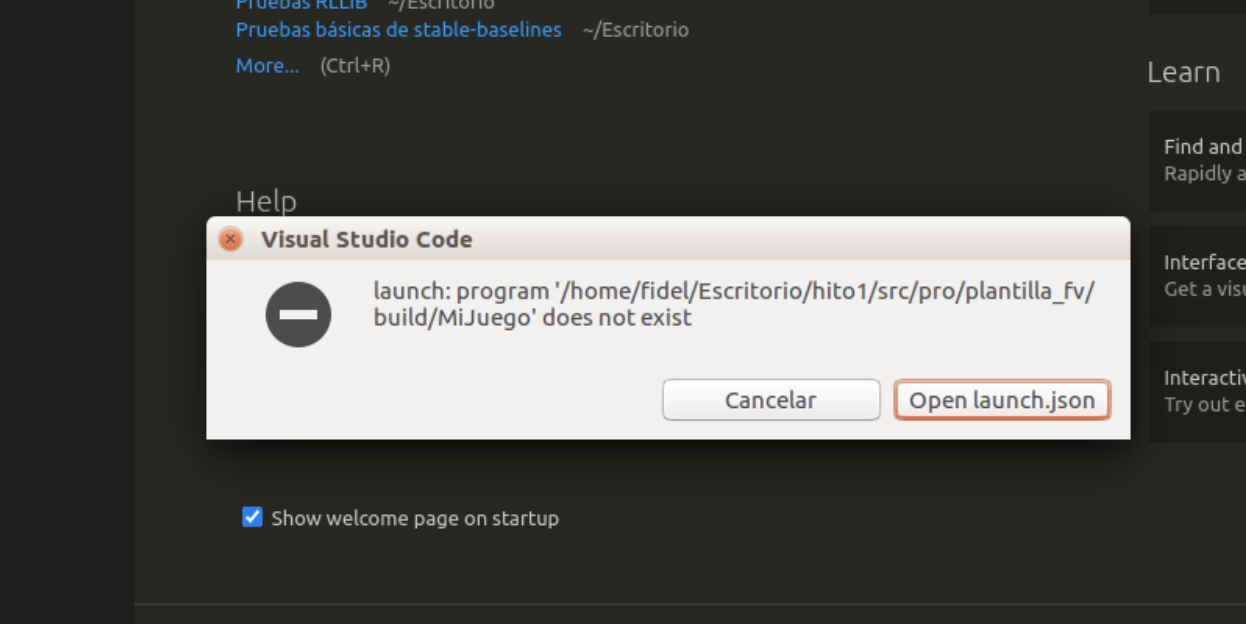 Pruebas RLLIB ~/Escritorio
Pruebas básicas de stable-baselines ~/Escritorio
More... (Ctrl+R)
Learn
Find and
Rapidly a
Help
Visual Studio Code
launch: program '/home/fidel/Escritorio/hito1/src/pro/plantilla_fv/
build/MiJuego' does not exist
Cancelar
Open launch.json
Interface
Get a visu
Interactiv
Try out e
Show welcome page on startup